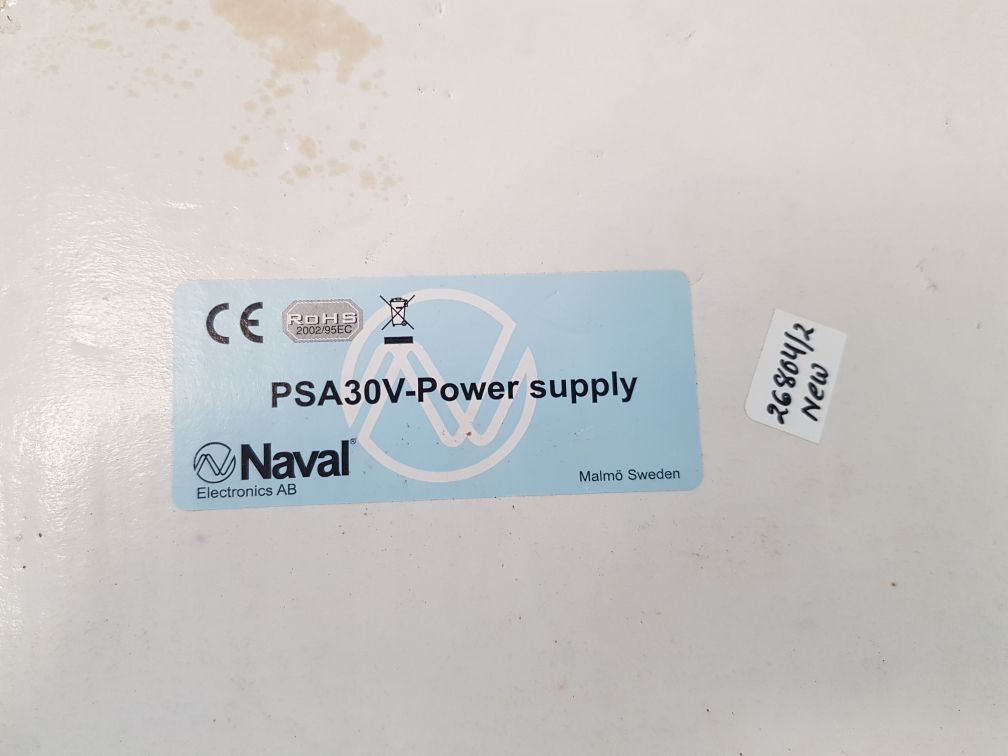 CE
RoHS
2002/95EC
PSA30V-Power supply
Naval®
Electronics AB
Malmö Sweden
26804/2
New